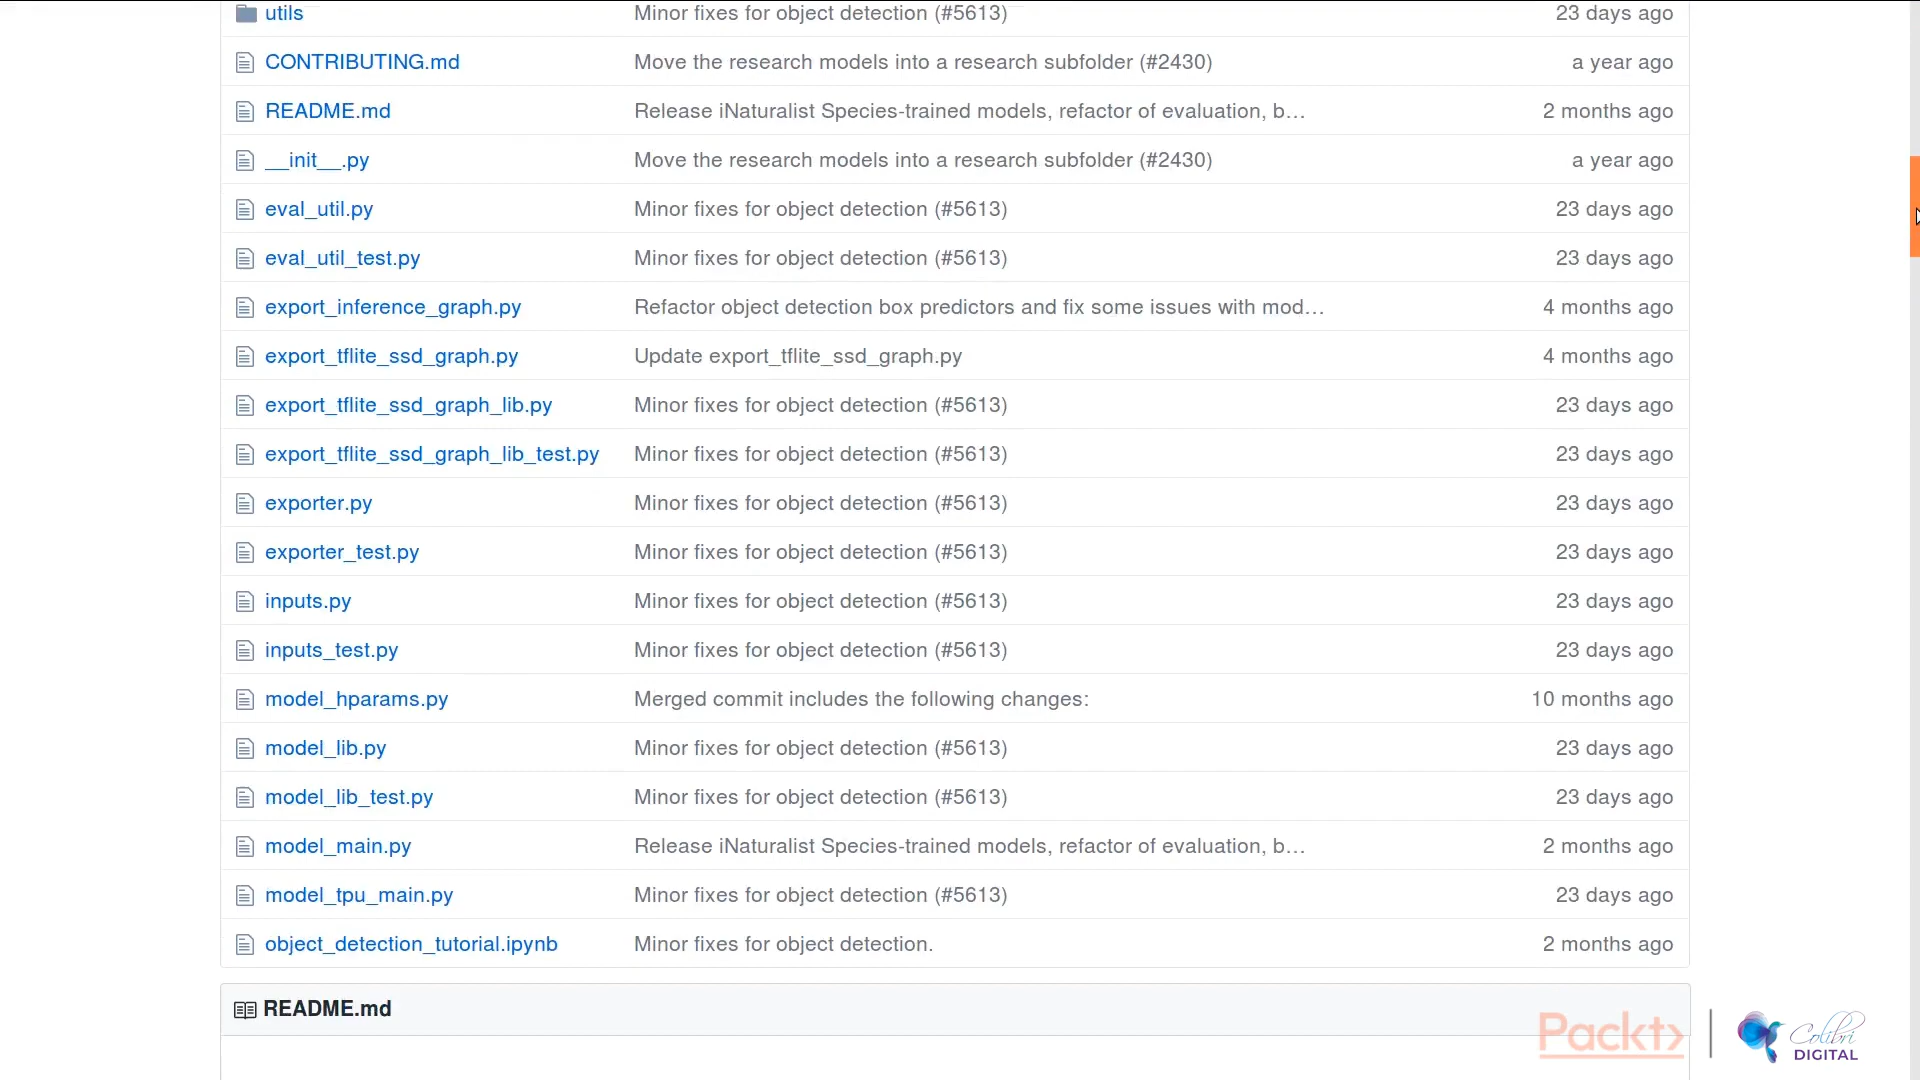 utils Minor fixes for object detection (#5613) 23 days ago
CONTRIBUTING.md Move the research models into a research subfolder (#2430) a year ago
README.md Release iNaturalist Species-trained models, refactor of evaluation, b… 2 months ago
__init__.py Move the research models into a research subfolder (#2430) a year ago
eval_util.py Minor fixes for object detection (#5613) 23 days ago
eval_util_test.py Minor fixes for object detection (#5613) 23 days ago
export_inference_graph.py Refactor object detection box predictors and fix some issues with mod… 4 months ago
export_tflite_ssd_graph.py Update export_tflite_ssd_graph.py 4 months ago
export_tflite_ssd_graph_lib.py Minor fixes for object detection (#5613) 23 days ago
export_tflite_ssd_graph_lib_test.py Minor fixes for object detection (#5613) 23 days ago
exporter.py Minor fixes for object detection (#5613) 23 days ago
exporter_test.py Minor fixes for object detection (#5613) 23 days ago
inputs.py Minor fixes for object detection (#5613) 23 days ago
inputs_test.py Minor fixes for object detection (#5613) 23 days ago
model_hparams.py Merged commit includes the following changes: 10 months ago
model_lib.py Minor fixes for object detection (#5613) 23 days ago
model_lib_test.py Minor fixes for object detection (#5613) 23 days ago
model_main.py Release iNaturalist Species-trained models, refactor of evaluation, b… 2 months ago
model_tpu_main.py Minor fixes for object detection (#5613) 23 days ago
object_detection_tutorial.ipynb Minor fixes for object detection. 2 months ago
README.md
Packt> Colibri
DIGITAL